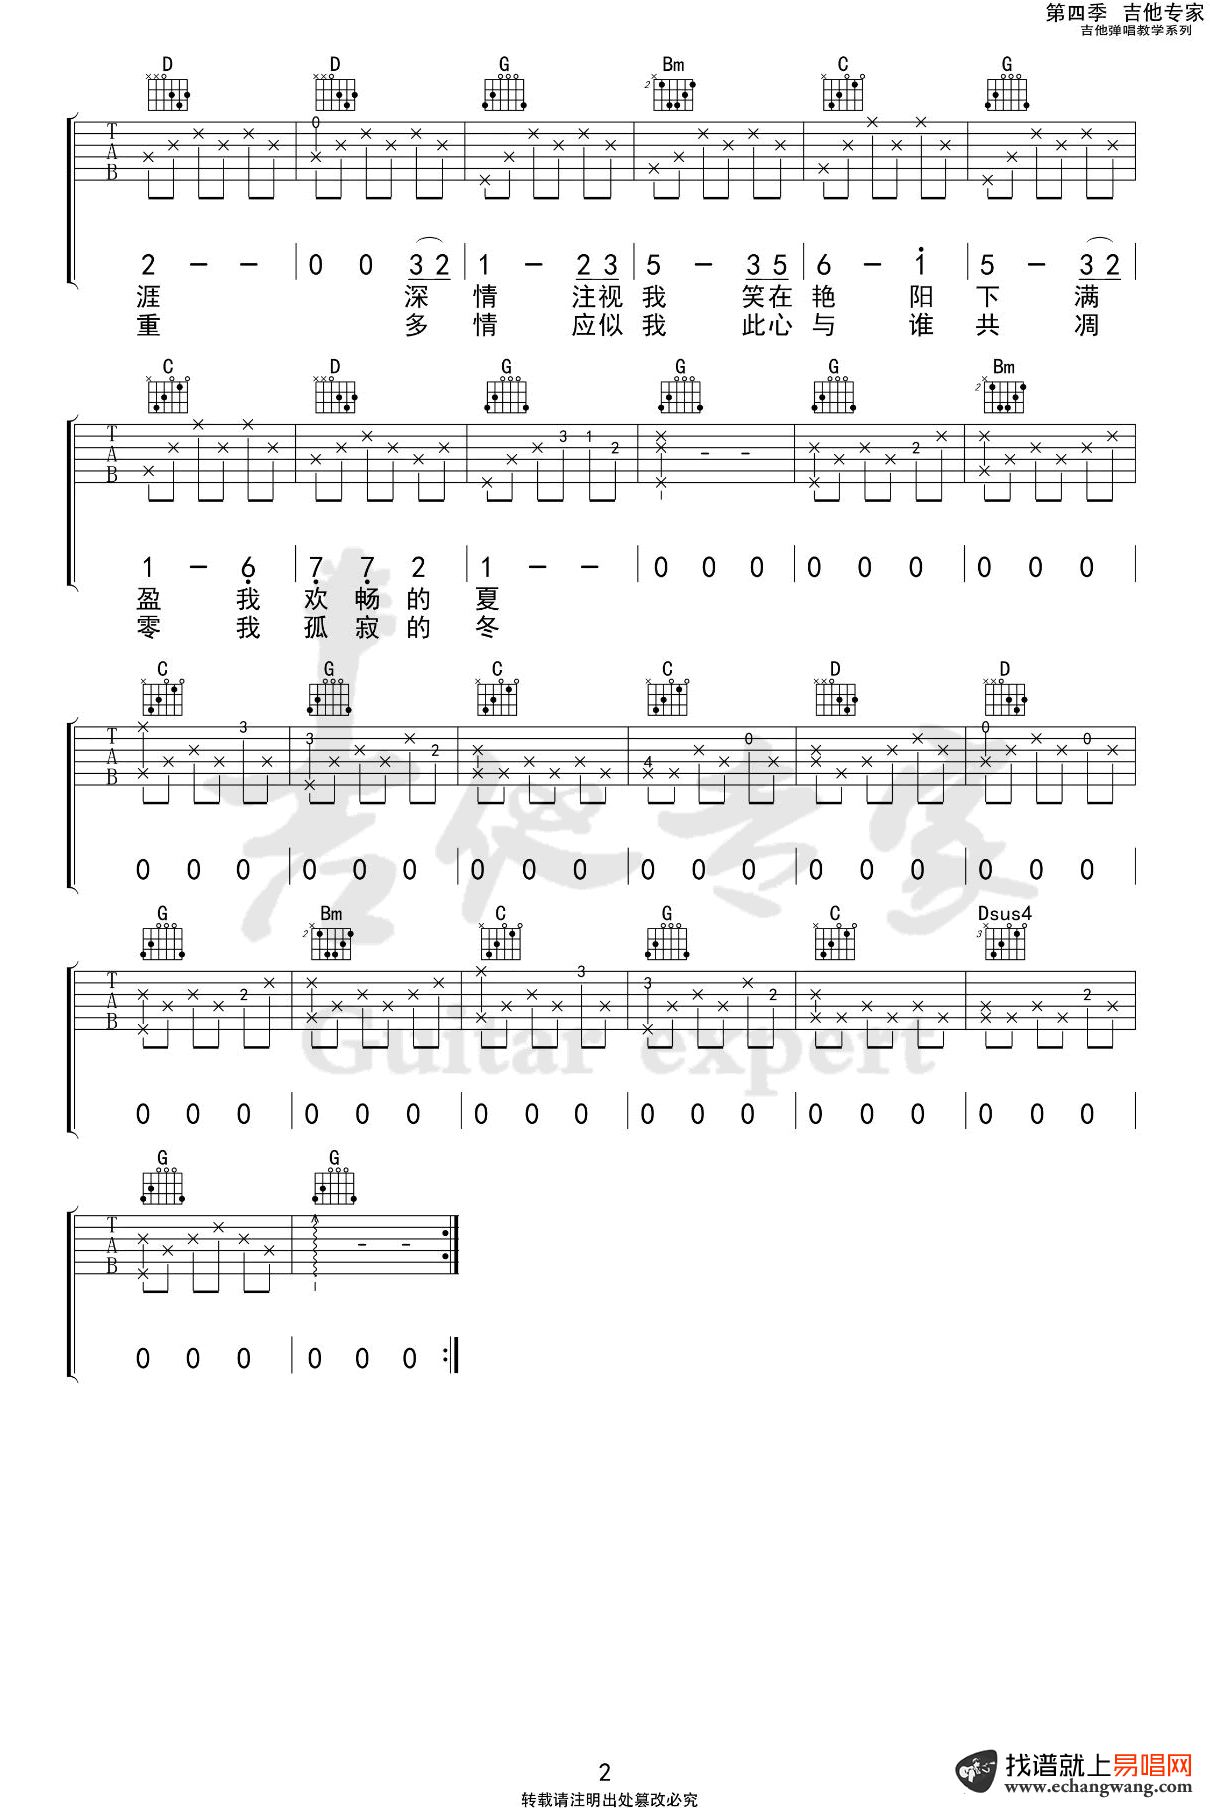 第四季 吉他专家
吉他弹唱教学系列
D D G Bm C G
2
T A B
0
2 - - 0 0 3 2 1 - 2 3 5 - 3 5 6 - 1 5 - 3 2
涯 深 情 注视 我 笑在 艳 阳 下 满
重 多 情 应似 我 此心 与 谁 共 凋
C D G G G Bm
2
T A B
3 1 2 - - 2
1 - 6 7 7 2 1 - - 0 0 0 0 0 0 0 0 0
盈 我 欢 畅 的 夏
零 我 孤 寂 的 冬
C G C C D D
T A B
3 3 2 4 0 0 0
0 0 0 0 0 0 0 0 0 0 0 0 0 0 0 0 0 0
吉他专家
G Bm C G C Dsus4
2 3
T A B
2 3 3 2 2
Guitar expert
0 0 0 0 0 0 0 0 0 0 0 0 0 0 0 0 0 0
G G
T A B
- -
0 0 0 0 0 0
2
转载请注明出处篡改必究
找谱就上易唱网
www.echangwang.com